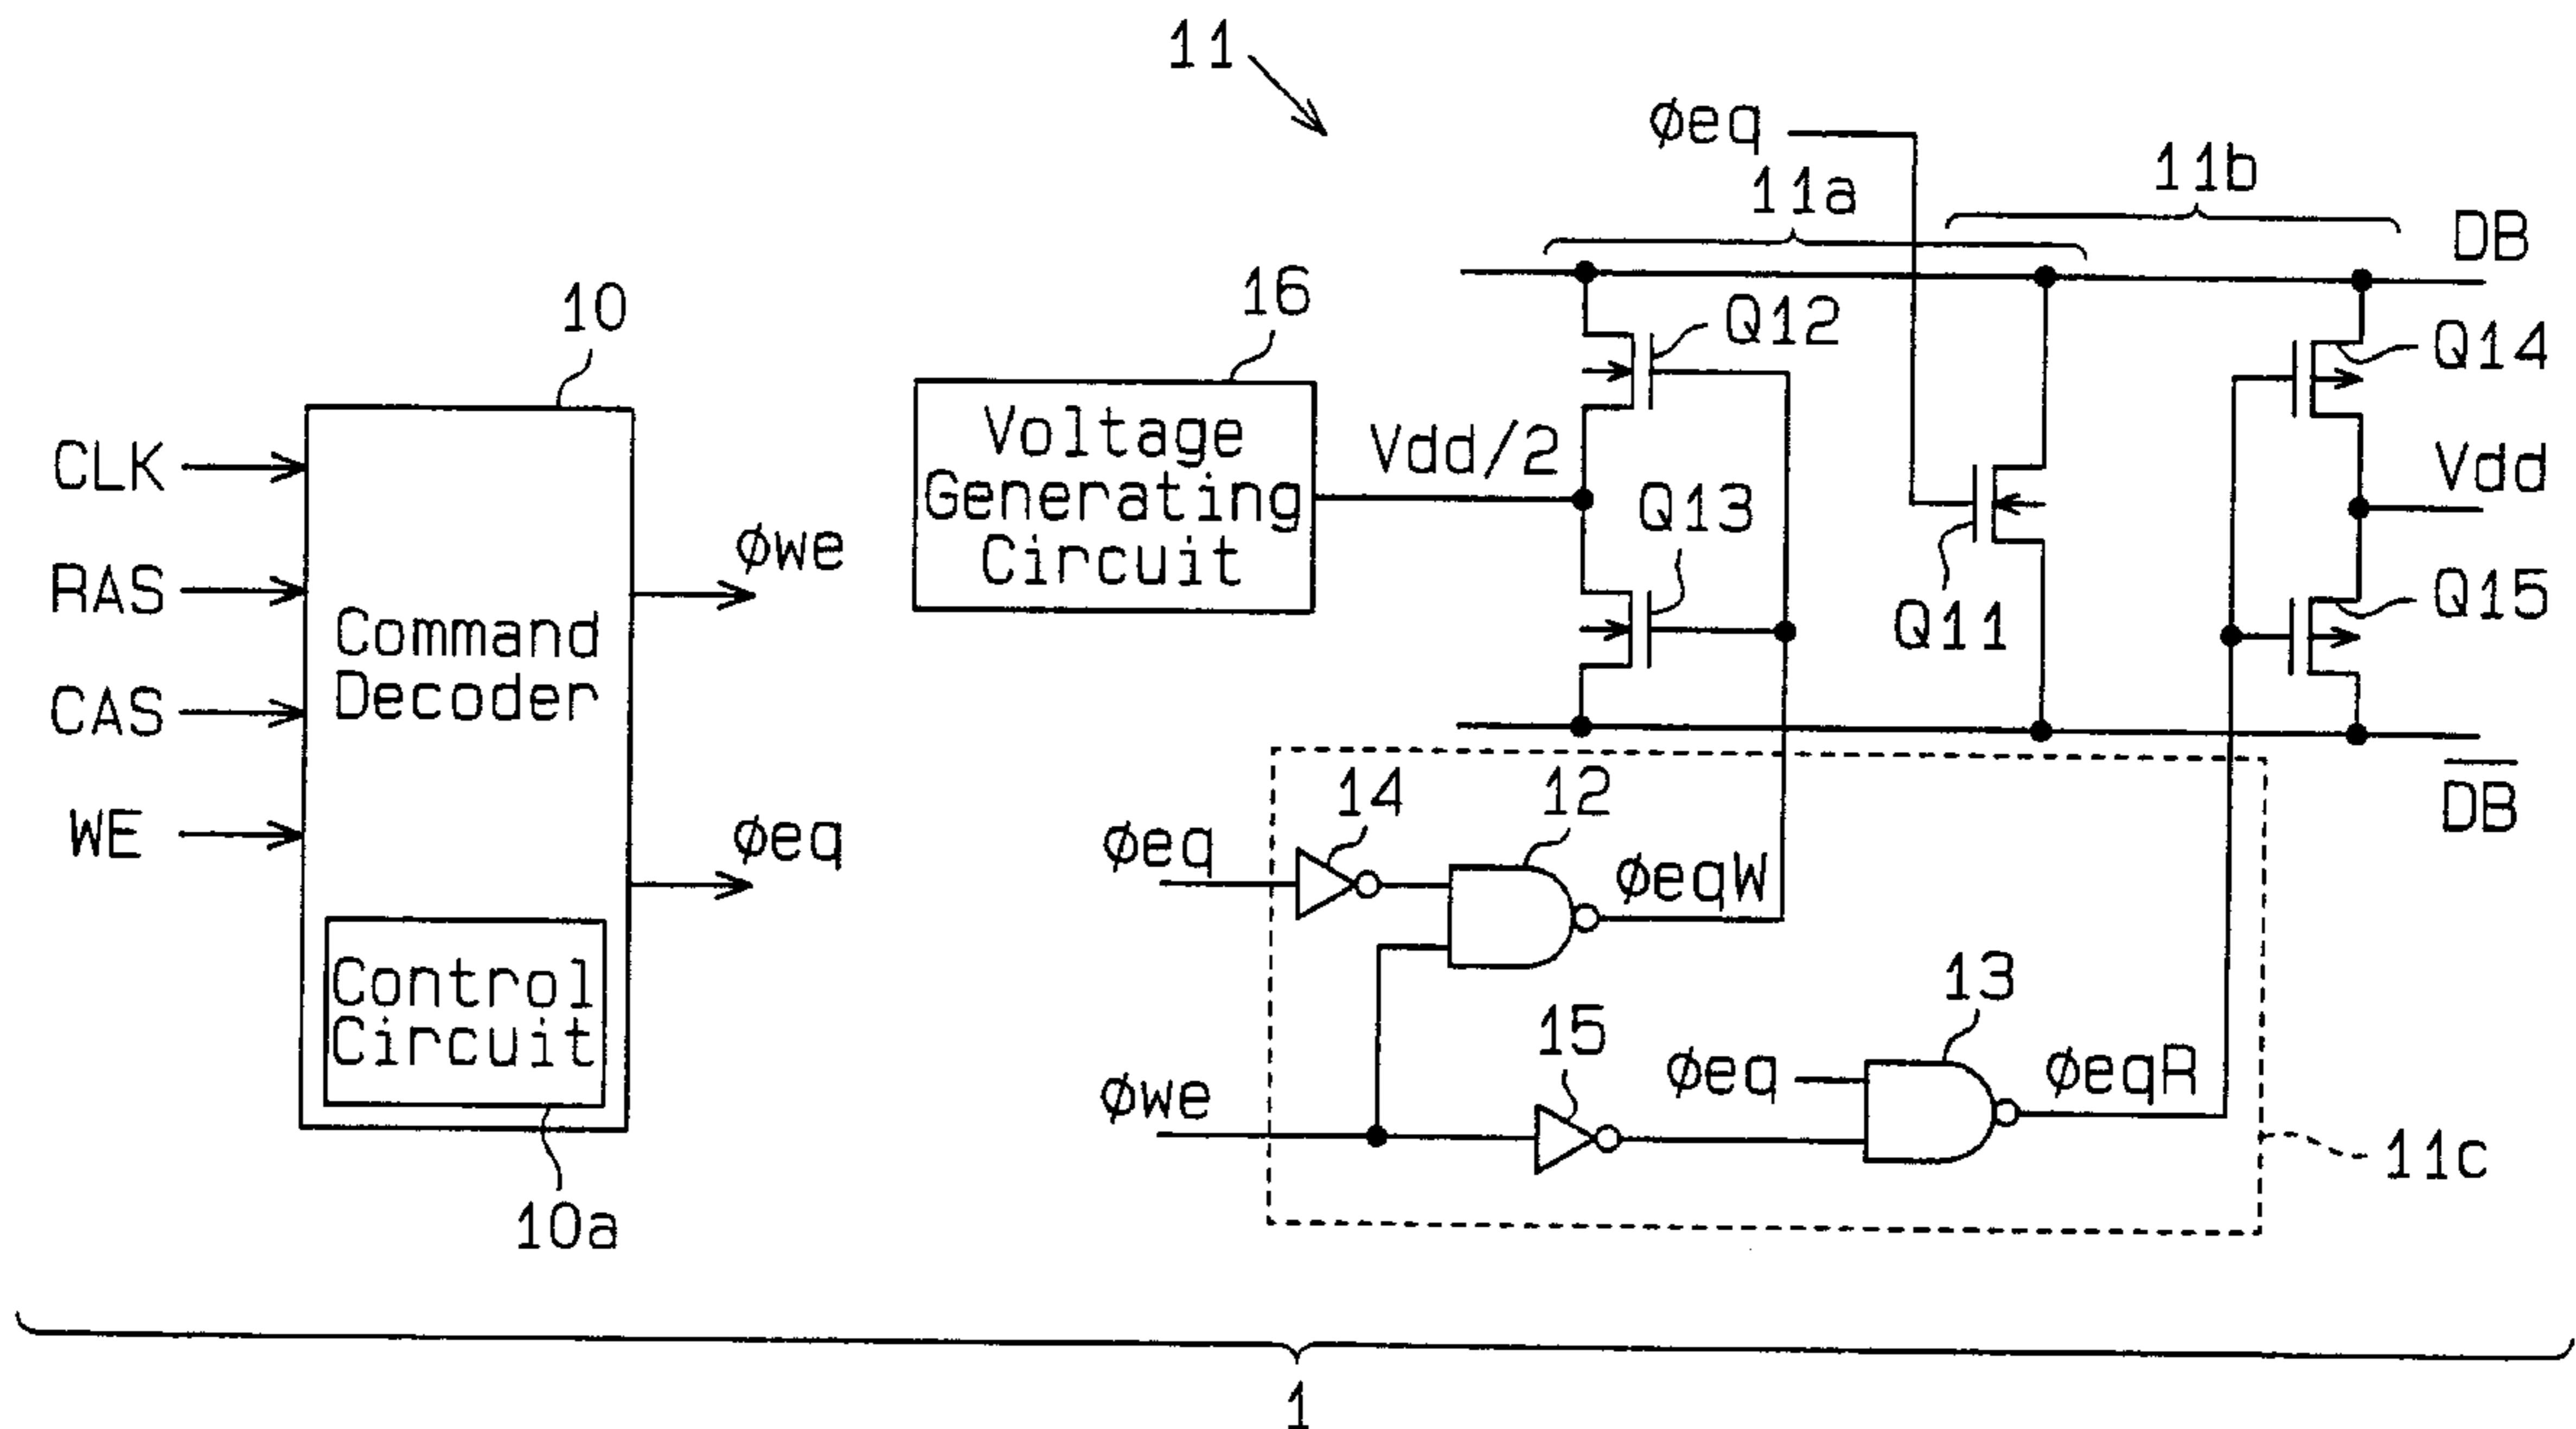 11
φeq
11a
11b
DB
10
16
Q12
Q14
CLK
Voltage
Generating
Circuit
Vdd/2
Vdd
RAS
φwe
Q13
Q11
Q15
Command
Decoder
CAS
WE
φeq
DB
φeq
14
12
φeqW
Control
Circuit
φwe
15
φeq
13
φeqR
11c
10a
1